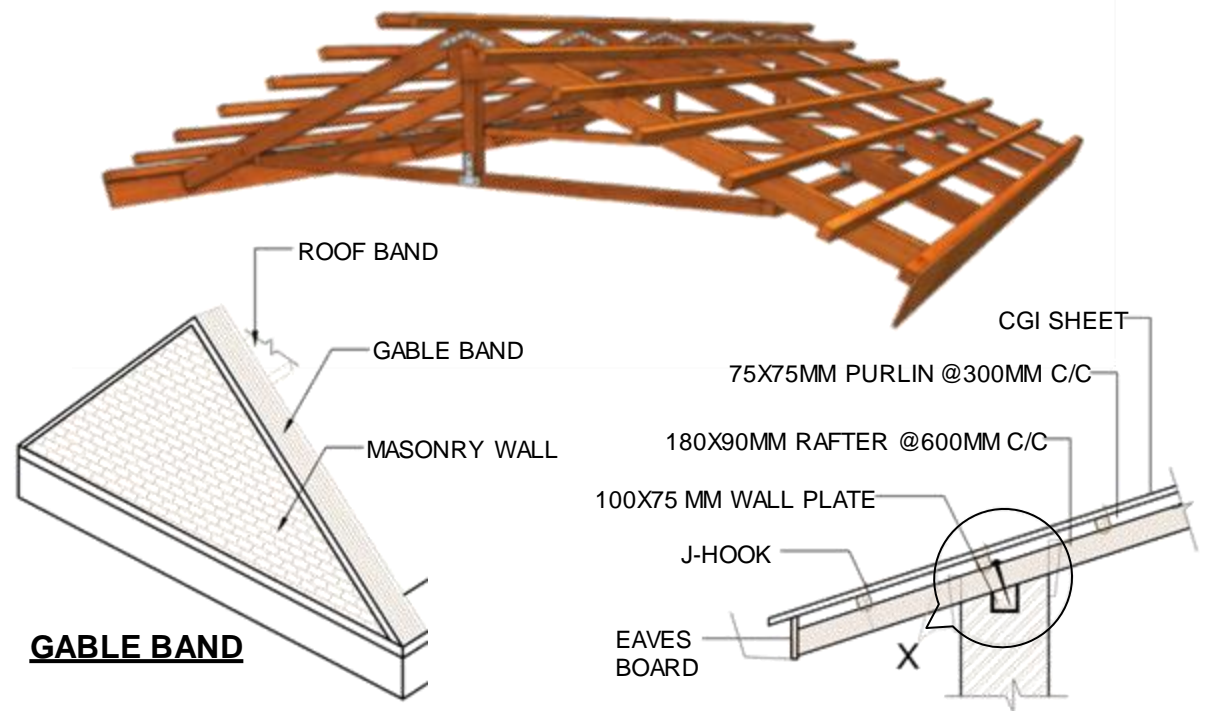 ROOF BAND
GABLE BAND
MASONRY WALL
GABLE BAND
CGI SHEET
75X75MM PURLIN @300MM C/C
180X90MM RAFTER @600MM C/C
100X75 MM WALL PLATE
J-HOOK
EAVES
BOARD
X